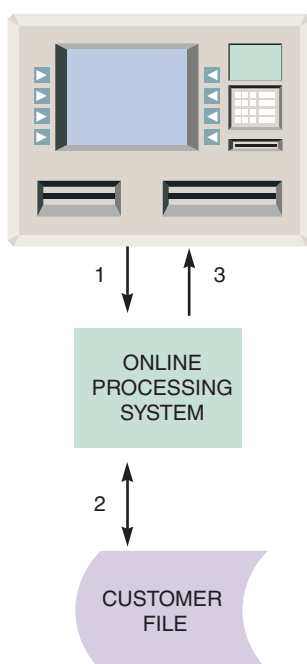 1
3
ONLINE
PROCESSING
SYSTEM
2
CUSTOMER
FILE